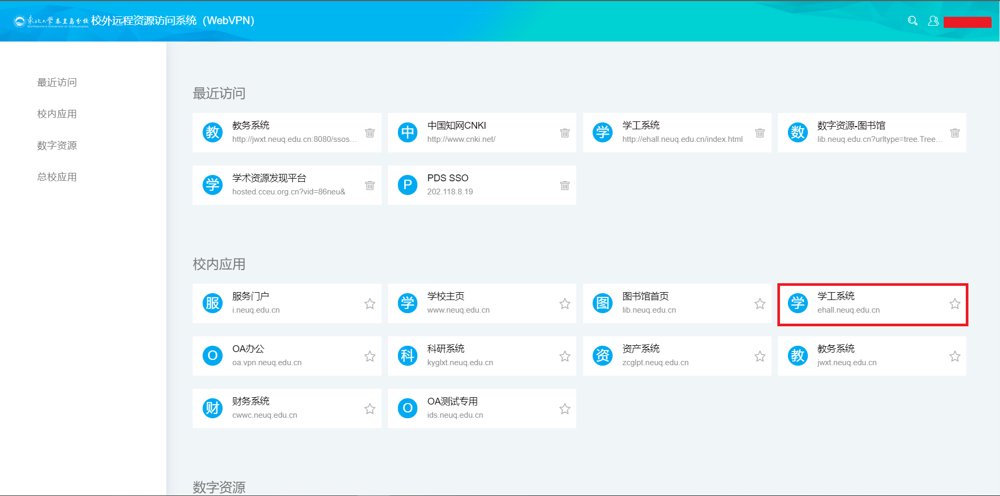 东北大学秦皇岛分校
Northeastern University at Qinhuangdao
校外远程资源访问系统（WebVPN）
最近访问
校内应用
数字资源
总校应用
最近访问
教
教务系统
http://jwxt.neuq.edu.cn:8080/ssos...
中
中国知网CNKI
http://www.cnki.net/
学
学工系统
http://ehall.neuq.edu.cn/index.html
数
数字资源-图书馆
lib.neuq.edu.cn?urltype=tree.Tree...
学
学术资源发现平台
hosted.cceu.org.cn?vid=86neu&
P
PDS SSO
202.118.8.19
校内应用
服
服务门户
i.neuq.edu.cn
学
学校主页
www.neuq.edu.cn
图
图书馆首页
lib.neuq.edu.cn
学
学工系统
ehall.neuq.edu.cn
O
OA办公
oa.vpn.neuq.edu.cn
科
科研系统
kyglxt.neuq.edu.cn
资
资产系统
zcglpt.neuq.edu.cn
教
教务系统
jwxt.neuq.edu.cn
财
财务系统
cwwc.neuq.edu.cn
O
OA测试专用
ids.neuq.edu.cn
数字资源